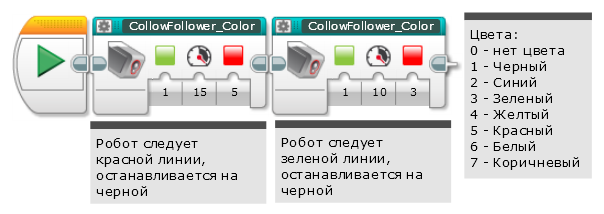 CollowFollower_Color
CollowFollower_Color
1 15 5
1 10 3
Робот следует
красной линии,
останавливается на
черной
Робот следует
зеленой линии,
останавливается на
черной
Цвета:
0 - нет цвета
1 - Черный
2 - Синий
3 - Зеленый
4 - Желтый
5 - Красный
6 - Белый
7 - Коричневый